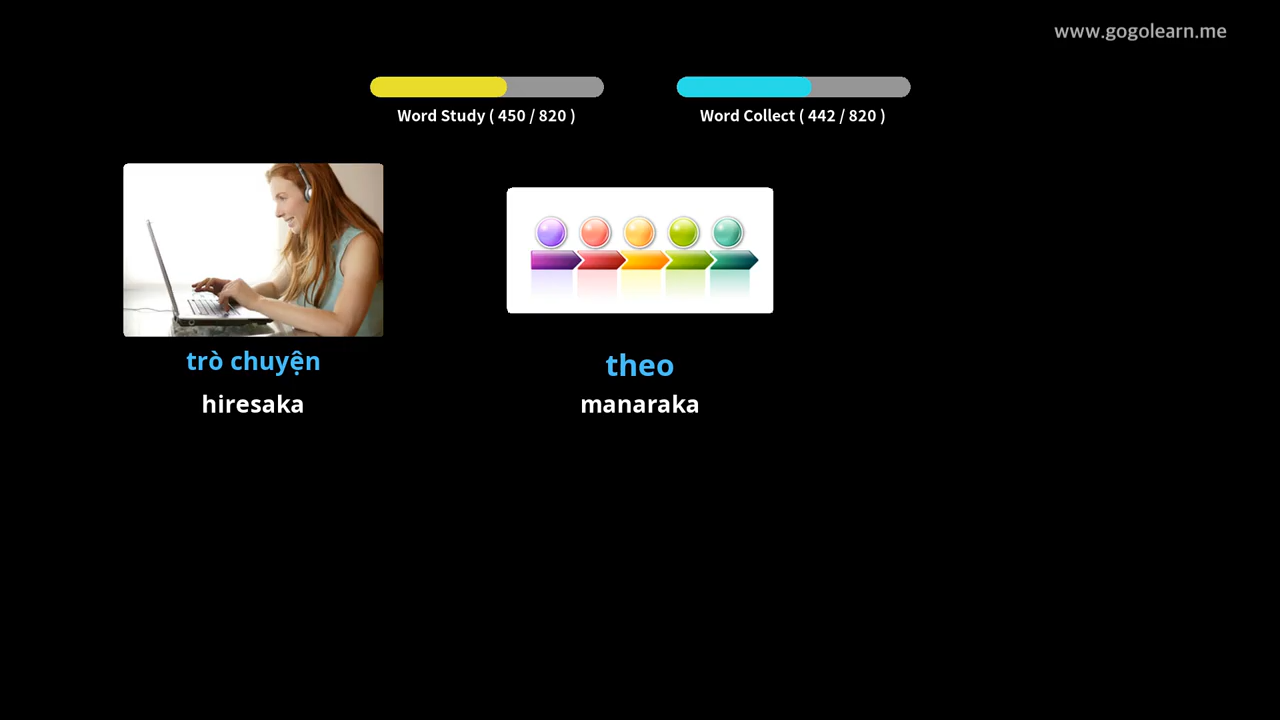 www.gogolearn.me
Word Study ( 450 / 820 )
Word Collect ( 442 / 820 )
trò chuyện
hiresaka
theo
manaraka